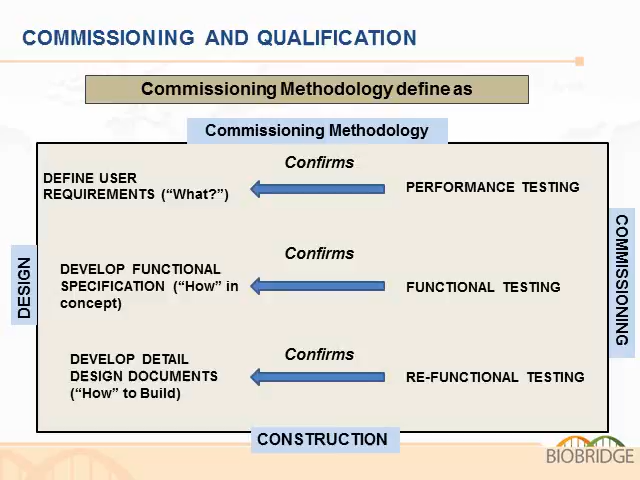 COMMISSIONING AND QUALIFICATION
Commissioning Methodology define as
Commissioning Methodology
Confirms
DEFINE USER
REQUIREMENTS (“What?”)
PERFORMANCE TESTING
DESIGN
COMMISSIONING
Confirms
DEVELOP FUNCTIONAL
SPECIFICATION (“How” in
concept)
FUNCTIONAL TESTING
Confirms
DEVELOP DETAIL
DESIGN DOCUMENTS
(“How” to Build)
RE-FUNCTIONAL TESTING
CONSTRUCTION
BIOBRIDGE